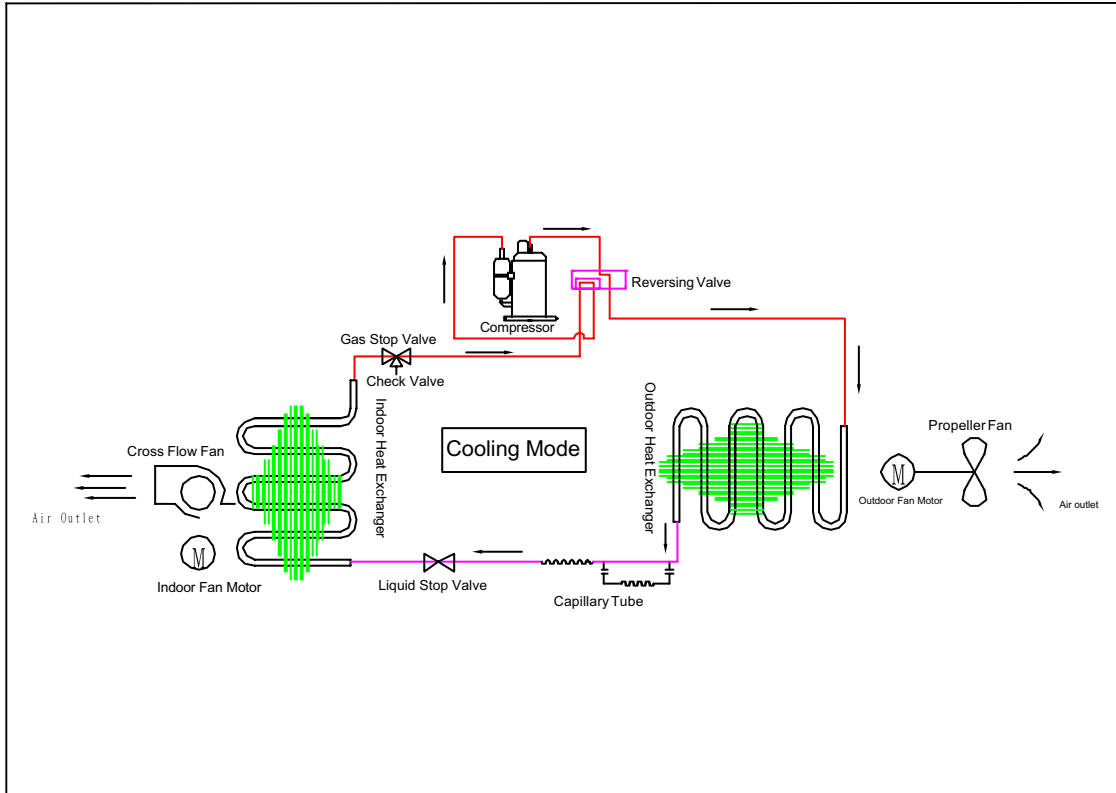 Reversing Valve
Compressor
Gas Stop Valve
Check Valve
Indoor Heat Exchanger
Outdoor Heat Exchanger
Cooling Mode
Cross Flow Fan
Propeller Fan
M
Outdoor Fan Motor
Air outlet
Air Outlet
M
Indoor Fan Motor
Liquid Stop Valve
Capillary Tube